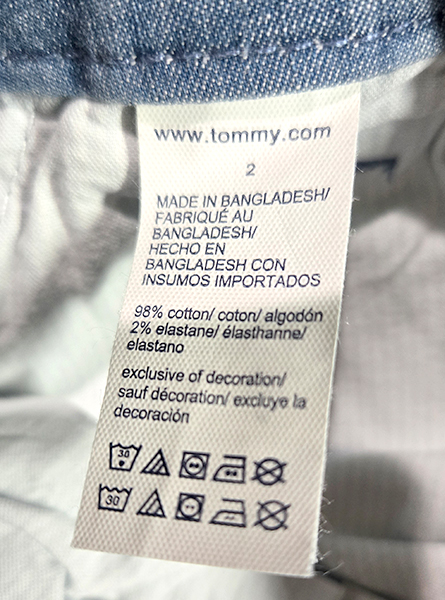 www.tommy.com
2
MADE IN BANGLADESH/
FABRIQUÉ AU
BANGLADESH/
HECHO EN
BANGLADESH CON
INSUMOS IMPORTADOS
98% cotton/ coton/ algodón
2% elastane/ élasthanne/
elastano
exclusive of decoration/
sauf décoration/ excluye la
decoración
30
30